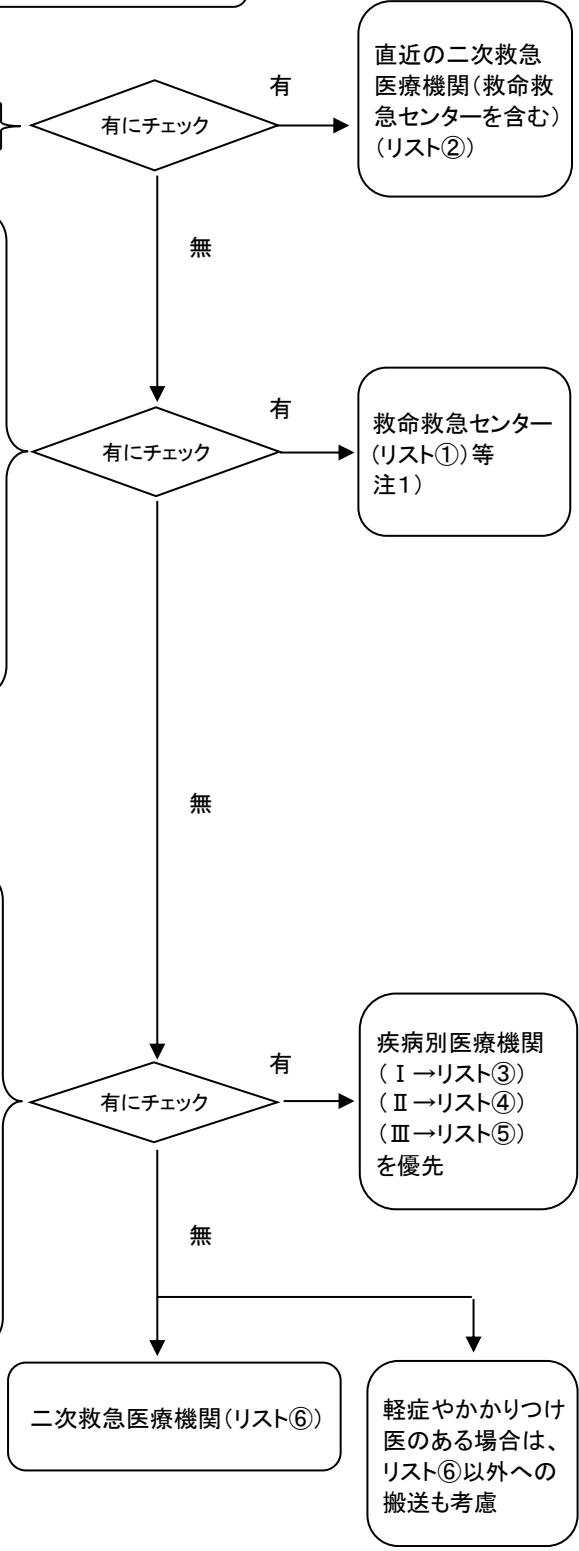 直近の二次救急
医療機関(救命救
急センターを含む)
(リスト②)
有
有にチェック
無
有
救命救急センター
(リスト①)等
注1)
有にチェック
無
疾病別医療機関
(Ⅰ→リスト③)
(Ⅱ→リスト④)
(Ⅲ→リスト⑤)
を優先
有
有にチェック
無
二次救急医療機関(リスト⑥)
軽症やかかりつけ
医のある場合は、
リスト⑥以外への
搬送も考慮